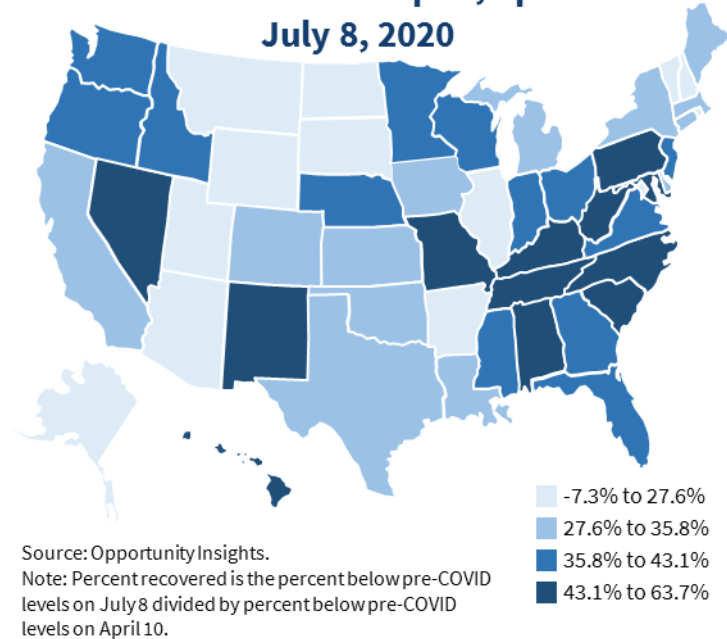 July 8, 2020
-7.3% to 27.6%
27.6% to 35.8%
35.8% to 43.1%
43.1% to 63.7%
Source: Opportunity Insights.
Note: Percent recovered is the percent below pre-COVID
levels on July 8 divided by percent below pre-COVID
levels on April 10.